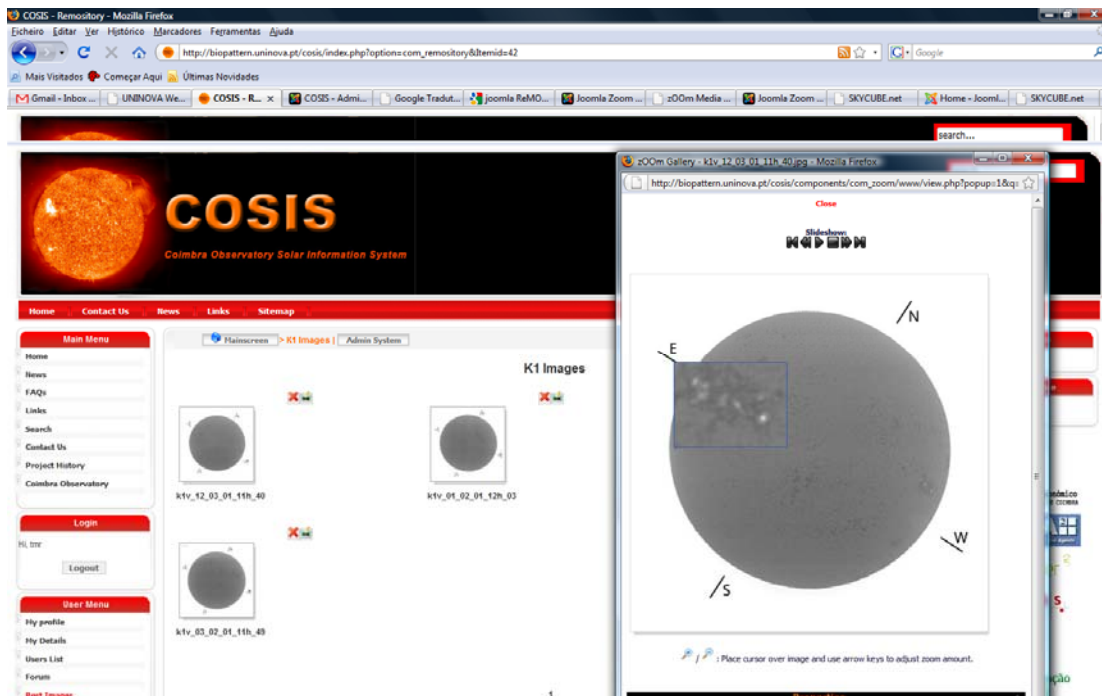 COSIS - Remository - Mozilla Firefox
Ficheiro Editar Ver Histórico Marcadores Ferramentas Ajuda
http://biopattern.uninova.pt/cosis/index.php?option=com_remository&Itemid=42
Google
Mais Visitados Começar Aqui Últimas Novidades
Gmail - Inbox ... UNINOVA We... COSIS - R... COSIS - Admi... Google Tradut... joomla ReMO... Joomla Zoom ... zOOm Media ... Joomla Zoom ... SKYCUBE.net Home - Jooml... SKYCUBE.net
search...
COSIS
Coimbra Observatory Solar Information System
Home Contact Us News Links Sitemap
Main Menu
Home
News
FAQs
Links
Search
Contact Us
Project History
Coimbra Observatory
Login
Hi, tmr
Logout
User Menu
My profile
My Details
Users List
Forum
Post Images
Mainscreen > K1 Images | Admin System
K1 Images
k1v_12_03_01_11h_40
k1v_01_02_01_12h_03
k1v_03_02_01_11h_49
1
zOOm Gallery - k1v_12_03_01_11h_40.jpg - Mozilla Firefox
http://biopattern.uninova.pt/cosis/components/com_zoom/www/view.php?popup=1&q=
Close
Slideshow:
N
E
W
S
/ : Place cursor over image and use arrow keys to adjust zoom amount.